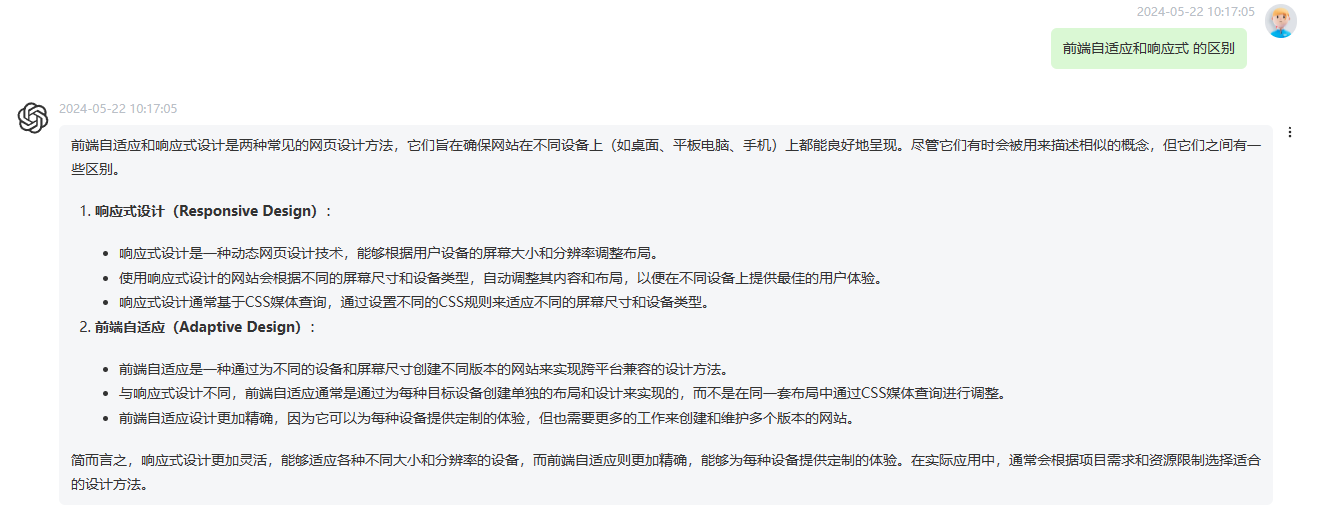 2024-05-22 10:17:05
前端自适应和响应式 的区别
2024-05-22 10:17:05
前端自适应和响应式设计是两种常见的网页设计方法，它们旨在确保网站在不同设备上（如桌面、平板电脑、手机）上都能良好地呈现。尽管它们有时会被用来描述相似的概念，但它们之间有一
些区别。
1. 响应式设计（Responsive Design）：
• 响应式设计是一种动态网页设计技术，能够根据用户设备的屏幕大小和分辨率调整布局。
• 使用响应式设计的网站会根据不同的屏幕尺寸和设备类型，自动调整其内容和布局，以便在不同设备上提供最佳的用户体验。
• 响应式设计通常基于CSS媒体查询，通过设置不同的CSS规则来适应不同的屏幕尺寸和设备类型。
2. 前端自适应（Adaptive Design）：
• 前端自适应是一种通过为不同的设备和屏幕尺寸创建不同版本的网站来实现跨平台兼容的设计方法。
• 与响应式设计不同，前端自适应通常是通过为每种目标设备创建单独的布局和设计来实现的，而不是在同一套布局中通过CSS媒体查询进行调整。
• 前端自适应设计更加精确，因为它可以为每种设备提供定制的体验，但也需要更多的工作来创建和维护多个版本的网站。
简而言之，响应式设计更加灵活，能够适应各种不同大小和分辨率的设备，而前端自适应则更加精确，能够为每种设备提供定制的体验。在实际应用中，通常会根据项目需求和资源限制选择适合
的设计方法。